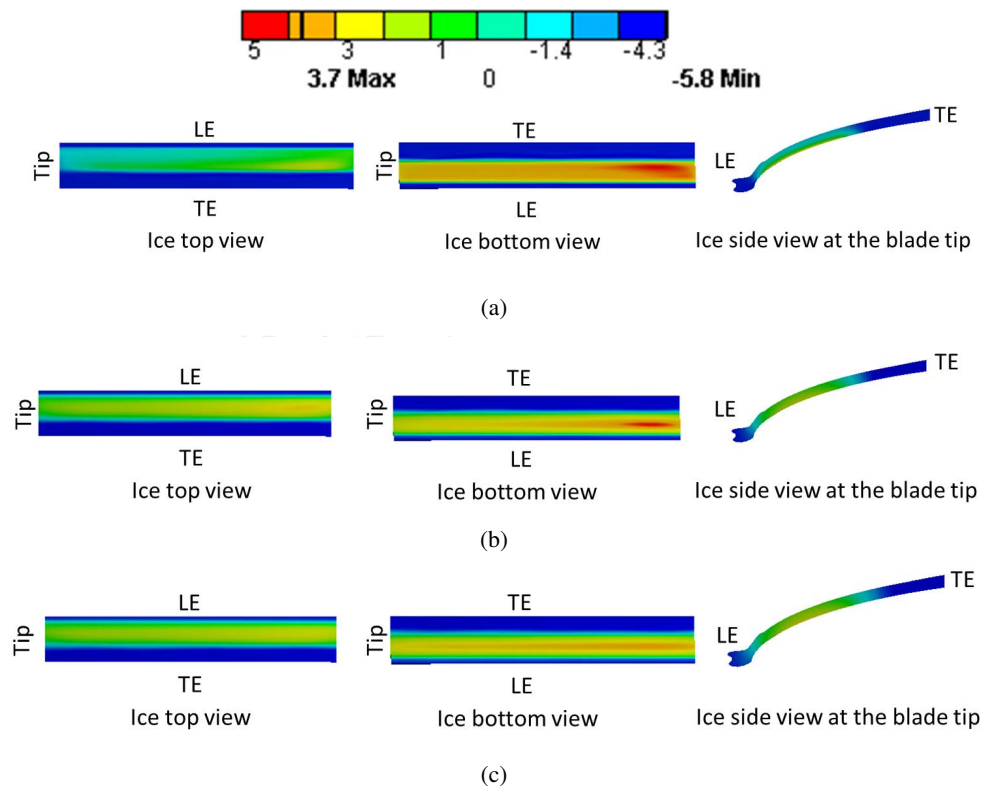 5 3 1 -1.4 -4.3
3.7 Max 0 -5.8 Min
LE
Tip
TE
Ice top view
TE
LE
Ice bottom view
TE
LE
Ice side view at the blade tip
(a)
LE
Tip
TE
Ice top view
TE
Tip
LE
Ice bottom view
TE
LE
Ice side view at the blade tip
(b)
LE
Tip
TE
Ice top view
TE
Tip
LE
Ice bottom view
TE
LE
Ice side view at the blade tip
(c)